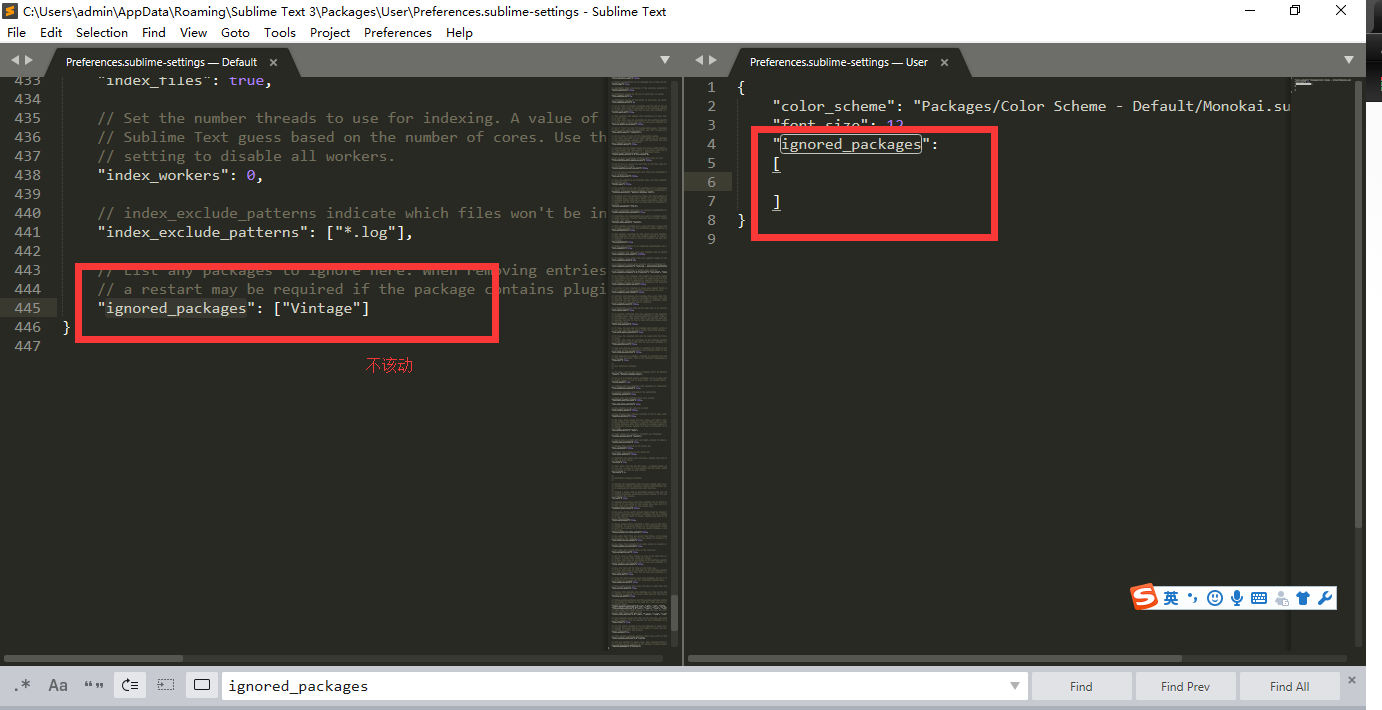 C:\Users\admin\AppData\Roaming\Sublime Text 3\Packages\User\Preferences.sublime-settings - Sublime Text
File Edit Selection Find View Goto Tools Project Preferences Help
Preferences.sublime-settings — Default
433 "index_files": true,
434
435 // Set the number threads to use for indexing. A value of
436 // Sublime Text guess based on the number of cores. Use th
437 // setting to disable all workers.
438 "index_workers": 0,
439
440 // index_exclude_patterns indicate which files won't be in
441 "index_exclude_patterns": ["*.log"],
442
443 // List any packages to ignore here. When removing entries
444 // a restart may be required if the package contains plugi
445 "ignored_packages": ["Vintage"]
446 }
447
不该动
Preferences.sublime-settings — User
1 {
2 "color_scheme": "Packages/Color Scheme - Default/Monokai.su
3 "font_size": 12
4 "ignored_packages":
5 [
6
7 ]
8 }
9
S 英
.* Aa “” ignored_packages Find Find Prev Find All